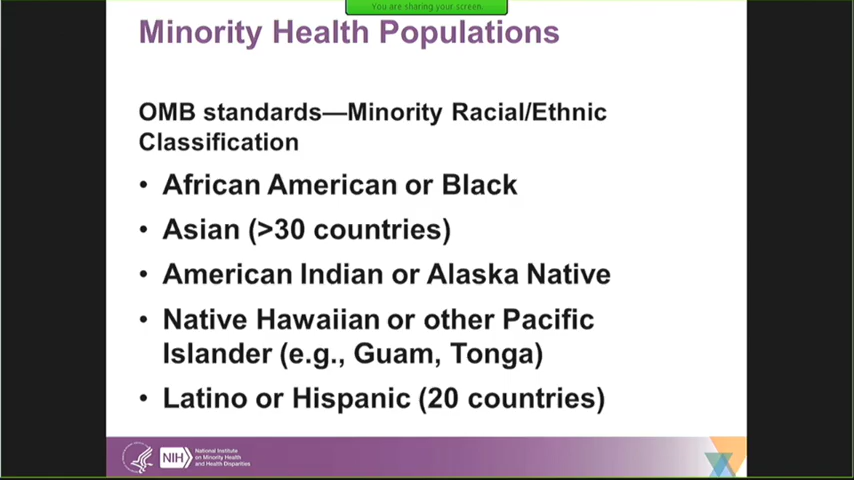 You are sharing your screen.
Minority Health Populations
OMB standards—Minority Racial/Ethnic
Classification
• African American or Black
• Asian (>30 countries)
• American Indian or Alaska Native
• Native Hawaiian or other Pacific
Islander (e.g., Guam, Tonga)
• Latino or Hispanic (20 countries)
NIH
National Institute
on Minority Health
and Health Disparities